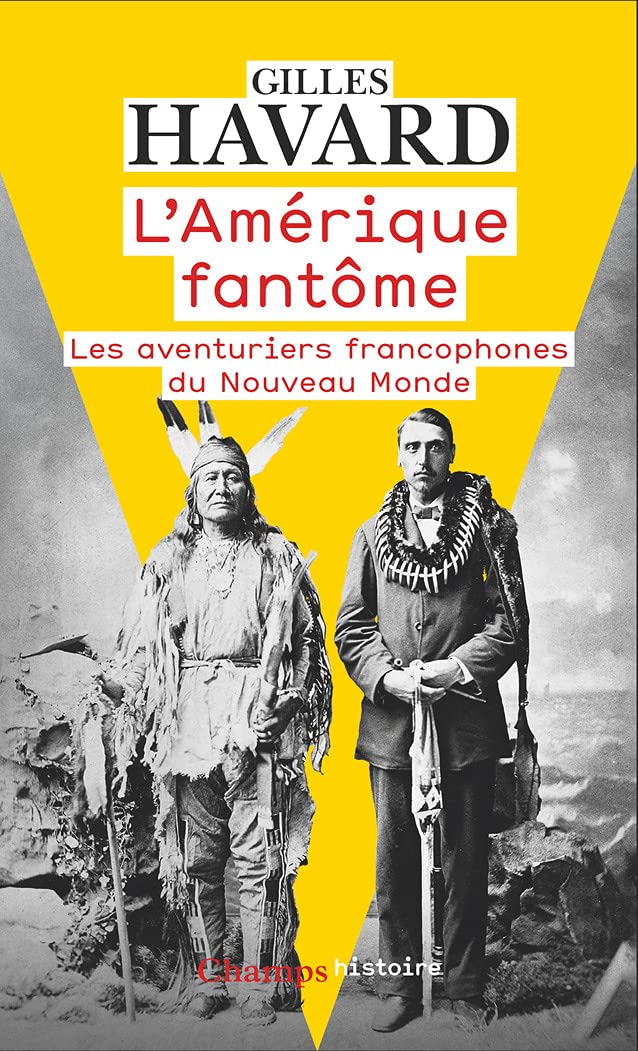 GILLES
HAVARD
L'Amérique
fantôme
Les aventuriers francophones
du Nouveau Monde
Champs histoire